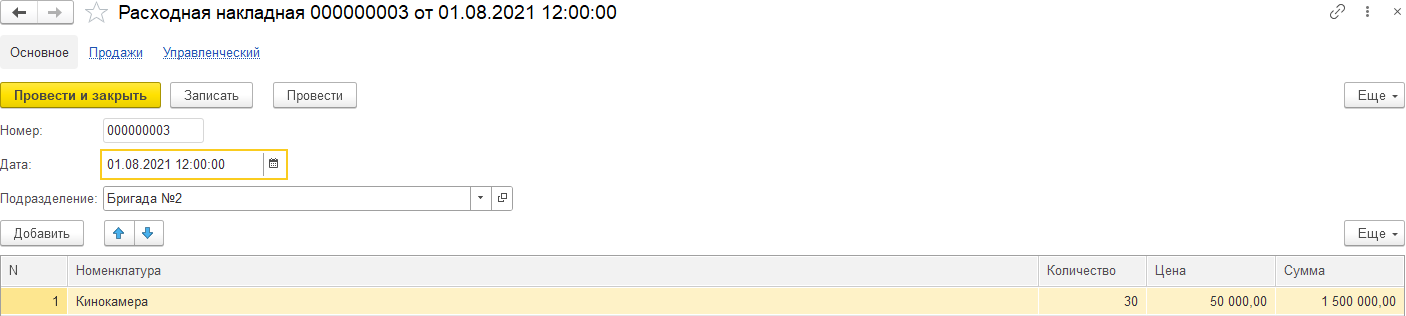 Расходная накладная 000000003 от 01.08.2021 12:00:00
Основное Продажи Управленческий
Провести и закрыть Записать Провести Еще
Номер: 000000003
Дата: 01.08.2021 12:00:00
Подразделение: Бригада №2
Добавить Еще
N Номенклатура Количество Цена Сумма
1 Кинокамера 30 50 000,00 1 500 000,00